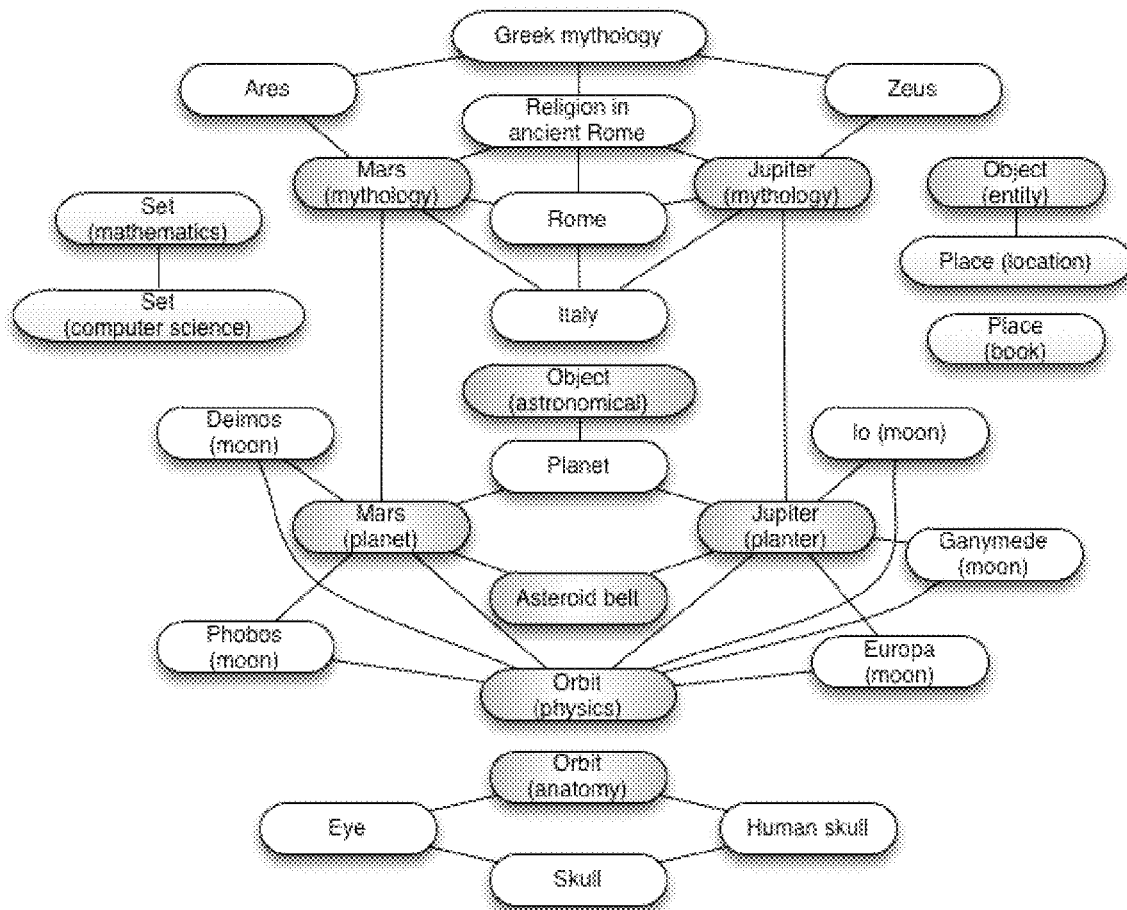 Greek mythology
Ares
Zeus
Religion in
ancient Rome
Mars
(mythology)
Jupiter
(mythology)
Object
(entity)
Set
(mathematics)
Rome
Place (location)
Set
(computer science)
Italy
Place
(book)
Object
(astronomical)
Deimos
(moon)
Io (moon)
Planet
Mars
(planet)
Jupiter
(planter)
Ganymede
(moon)
Asteroid belt
Phobos
(moon)
Europa
(moon)
Orbit
(physics)
Orbit
(anatomy)
Eye
Human skull
Skull